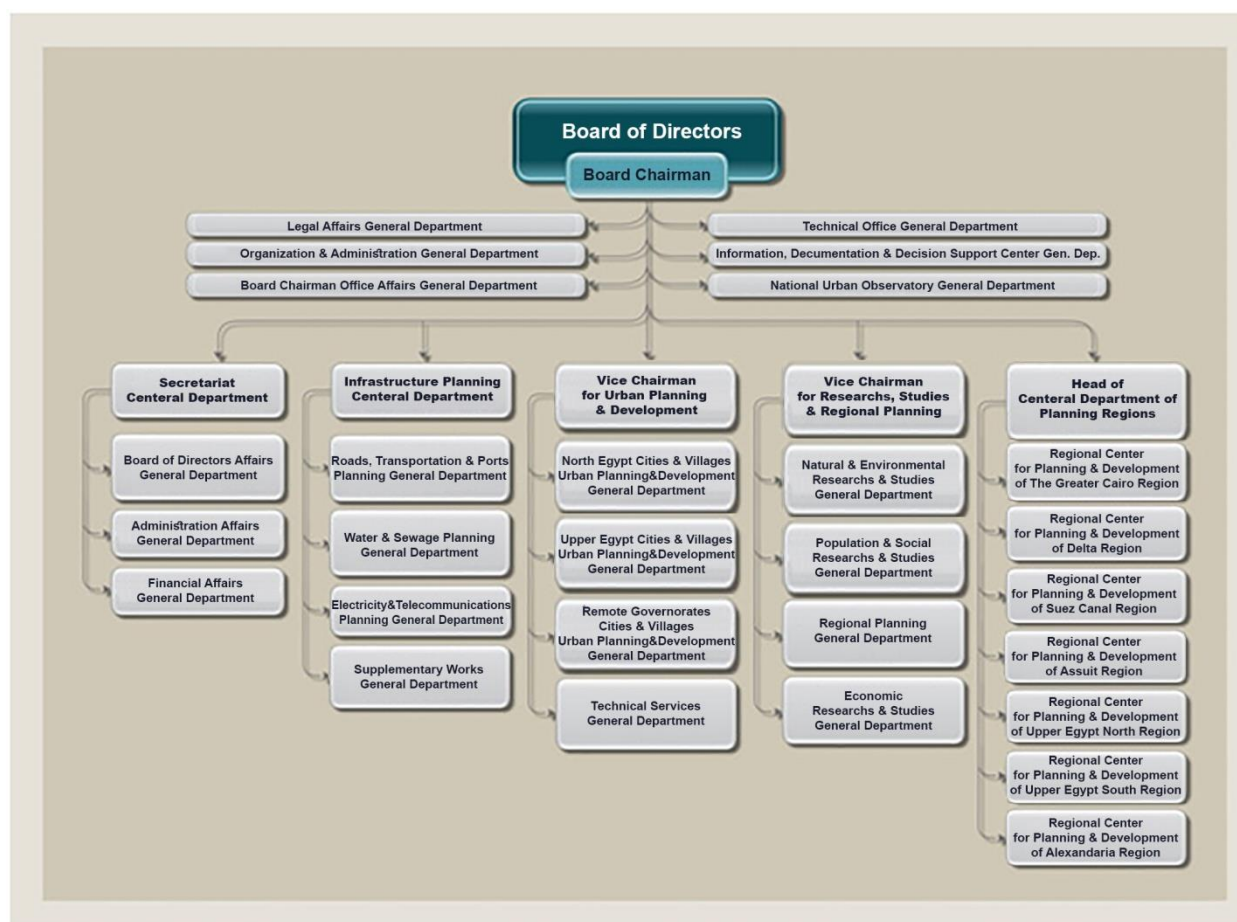 Board of Directors
Board Chairman
Legal Affairs General Department
Technical Office General Department
Organization & Administration General Department
Information, Decumentation & Decision Support Center Gen. Dep.
Board Chairman Office Affairs General Department
National Urban Observatory General Department
Secretariat
Centeral Department
Board of Directors Affairs
General Department
Administration Affairs
General Department
Financial Affairs
General Department
Infrastructure Planning
Centeral Department
Roads, Transportation & Ports
Planning General Department
Water & Sewage Planning
General Department
Electricity&Telecommunications
Planning General Department
Supplementary Works
General Department
Vice Chairman
for Urban Planning
& Development
North Egypt Cities & Villages
Urban Planning&Development
General Department
Upper Egypt Cities & Villages
Urban Planning&Development
General Department
Remote Governorates
Cities & Villages
Urban Planning&Development
General Department
Technical Services
General Department
Vice Chairman
for Researchs, Studies
& Regional Planning
Natural & Environmental
Researchs & Studies
General Department
Population & Social
Researchs & Studies
General Department
Regional Planning
General Department
Economic
Researchs & Studies
General Department
Head of
Centeral Department of
Planning Regions
Regional Center
for Planning & Development
of The Greater Cairo Region
Regional Center
for Planning & Development
of Delta Region
Regional Center
for Planning & Development
of Suez Canal Region
Regional Center
for Planning & Development
of Assuit Region
Regional Center
for Planning & Development
of Upper Egypt North Region
Regional Center
for Planning & Development
of Upper Egypt South Region
Regional Center
for Planning & Development
of Alexandaria Region